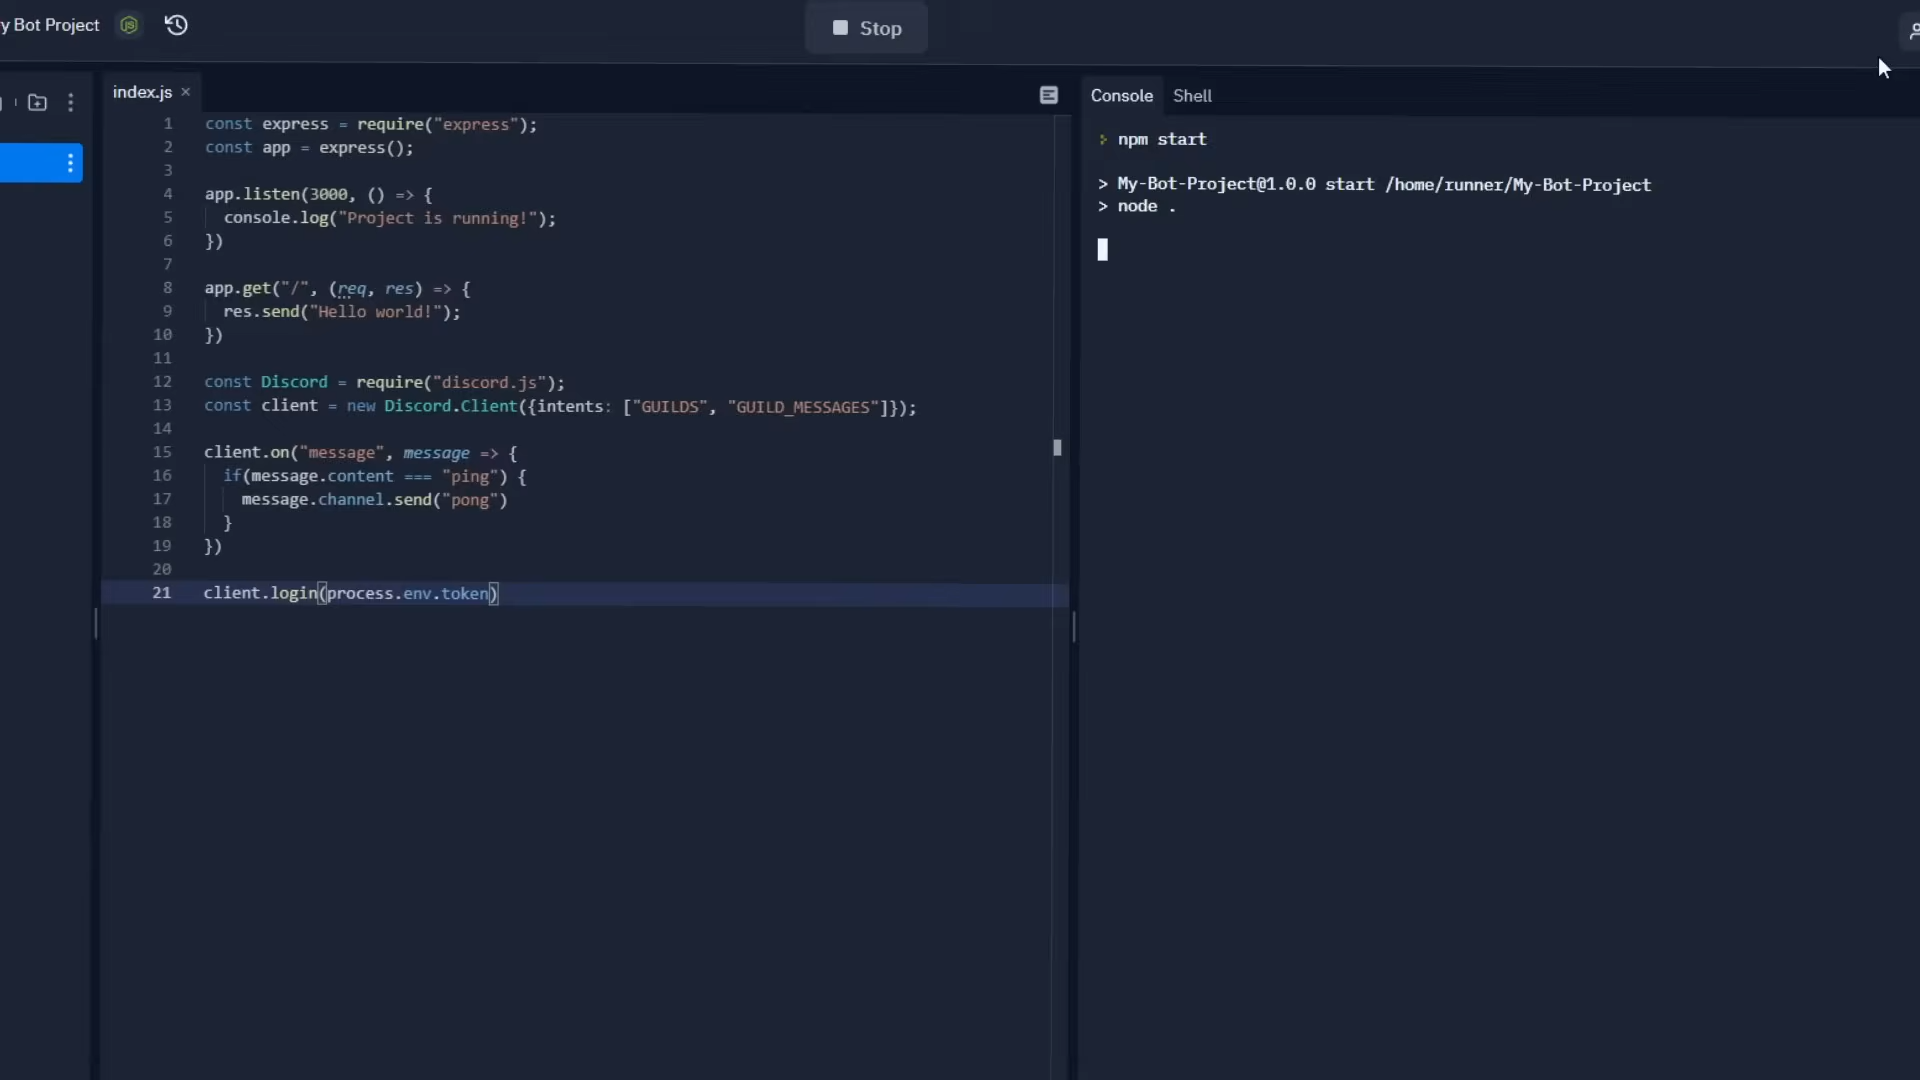 y Bot Project
Stop
index.js ×
Console Shell
1 const express = require("express");
2 const app = express();
3
4 app.listen(3000, () => {
5 console.log("Project is running!");
6 })
7
8 app.get("/", (req, res) => {
9 res.send("Hello world!");
10 })
11
12 const Discord = require("discord.js");
13 const client = new Discord.Client({intents: ["GUILDS", "GUILD_MESSAGES"]});
14
15 client.on("message", message => {
16 if(message.content === "ping") {
17 message.channel.send("pong")
18 }
19 })
20
21 client.login(process.env.token)
npm start
> My-Bot-Project@1.0.0 start /home/runner/My-Bot-Project
> node .